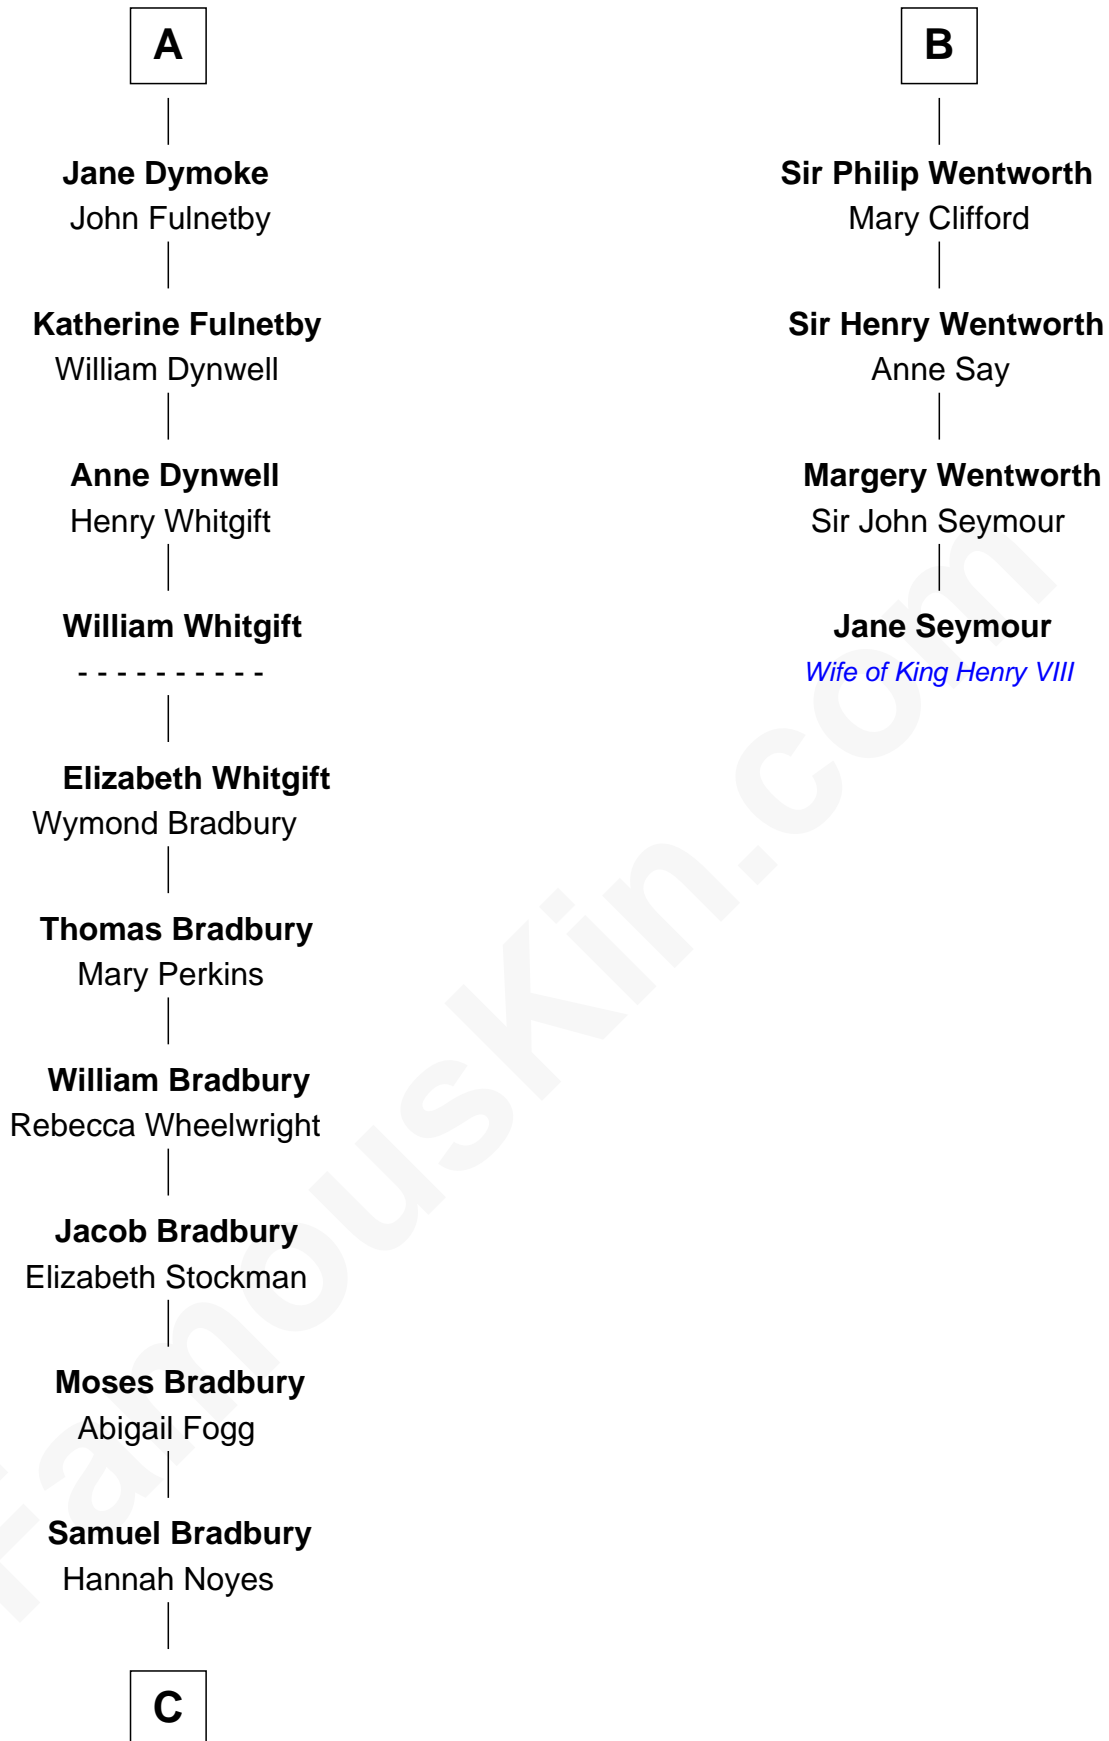 A
Jane Dymoke
John Fulnetby
Katherine Fulnetby
William Dynwell
Anne Dynwell
Henry Whitgift
William Whitgift
- - - - - - - - - -
Elizabeth Whitgift
Wymond Bradbury
Thomas Bradbury
Mary Perkins
William Bradbury
Rebecca Wheelwright
Jacob Bradbury
Elizabeth Stockman
Moses Bradbury
Abigail Fogg
Samuel Bradbury
Hannah Noyes
C
B
Sir Philip Wentworth
Mary Clifford
Sir Henry Wentworth
Anne Say
Margery Wentworth
Sir John Seymour
Jane Seymour
Wife of King Henry VIII
FamousKin.com